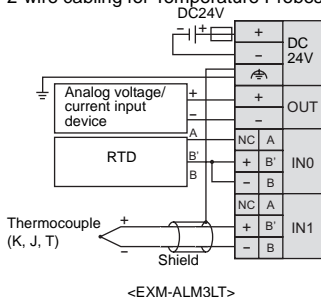 2-wire cabling for Temperature Probes
DC24V
− + + DC 24V
−
Analog voltage/ current input device + + OUT
− −
A NC A
RTD B' + B' IN0
B − B
NC A
Thermocouple (K, J, T) + + B' IN1
− − B
Shield
<EXM-ALM3LT>